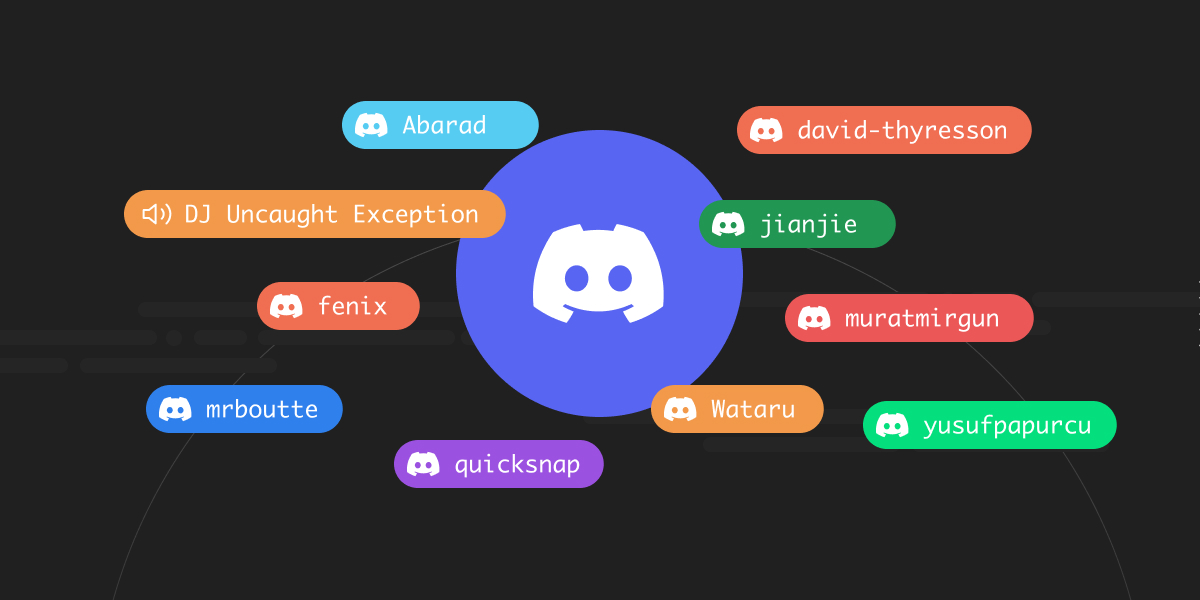 Abarad
david-thyresson
DJ Uncaught Exception
jianjie
fenix
muratmirgun
mrboutte
Wataru
yusufpapurcu
quicksnap